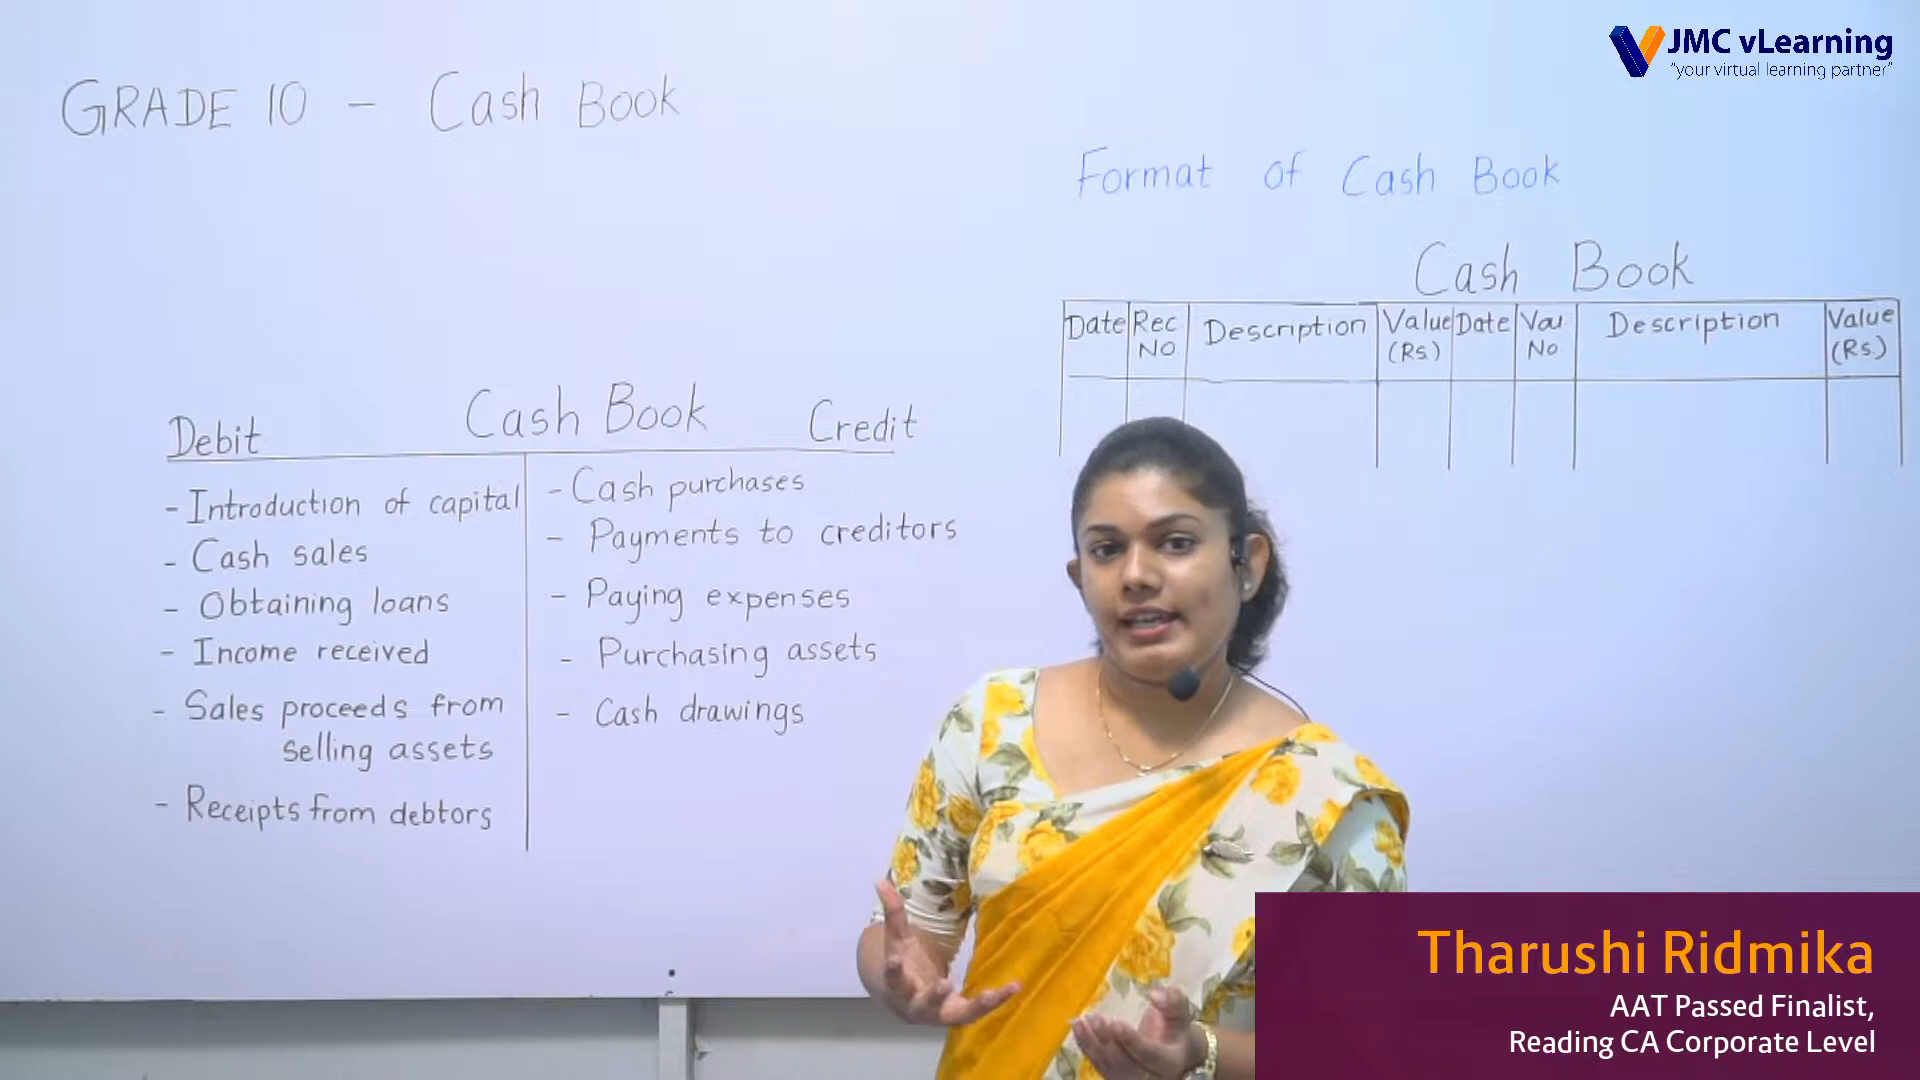 JMC vLearning
"your virtual learning partner"
GRADE 10 - Cash Book
Format of Cash Book
Cash Book
Date Rec No Description Value (Rs.) Date Vou No Description Value (Rs.)
Debit Cash Book Credit
- Introduction of capital
- Cash sales
- Obtaining loans
- Income received
- Sales proceeds from
selling assets
- Receipts from debtors
- Cash purchases
- Payments to creditors
- Paying expenses
- Purchasing assets
- Cash drawings
Tharushi Ridmika
AAT Passed Finalist,
Reading CA Corporate Level